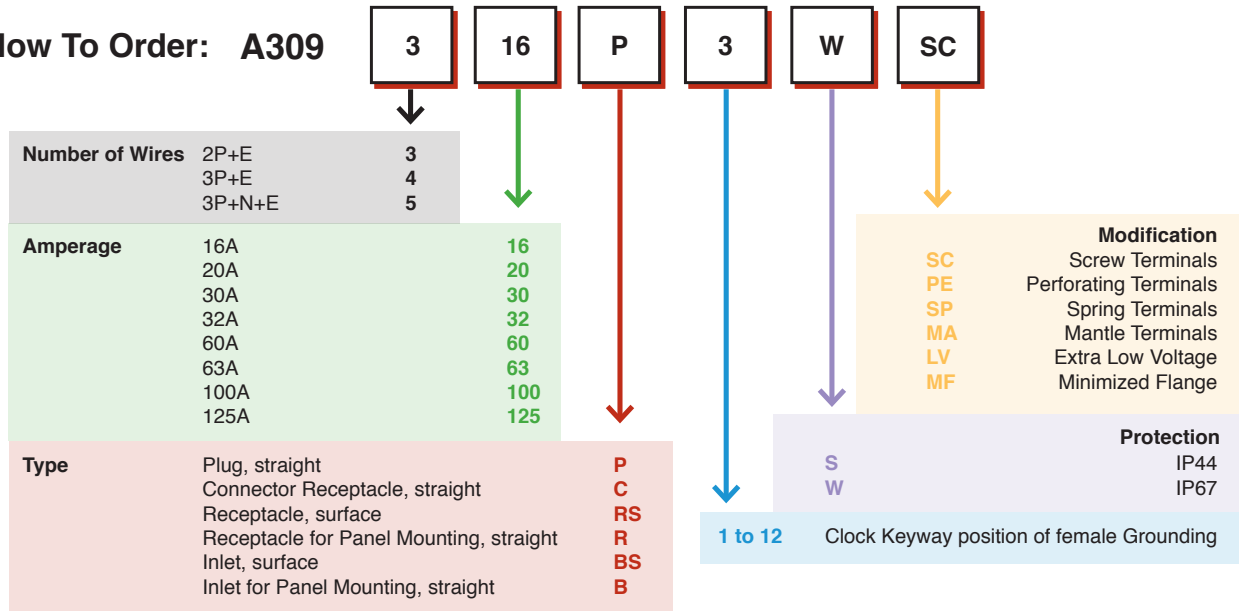 How To Order: A309 3 16 P 3 W SC
Number of Wires 2P+E 3
3P+E 4
3P+N+E 5
Amperage 16A 16
20A 20
30A 30
32A 32
60A 60
63A 63
100A 100
125A 125
Type Plug, straight P
Connector Receptacle, straight C
Receptacle, surface RS
Receptacle for Panel Mounting, straight R
Inlet, surface BS
Inlet for Panel Mounting, straight B
Modification
SC Screw Terminals
PE Perforating Terminals
SP Spring Terminals
MA Mantle Terminals
LV Extra Low Voltage
MF Minimized Flange
Protection
S IP44
W IP67
1 to 12 Clock Keyway position of female Grounding